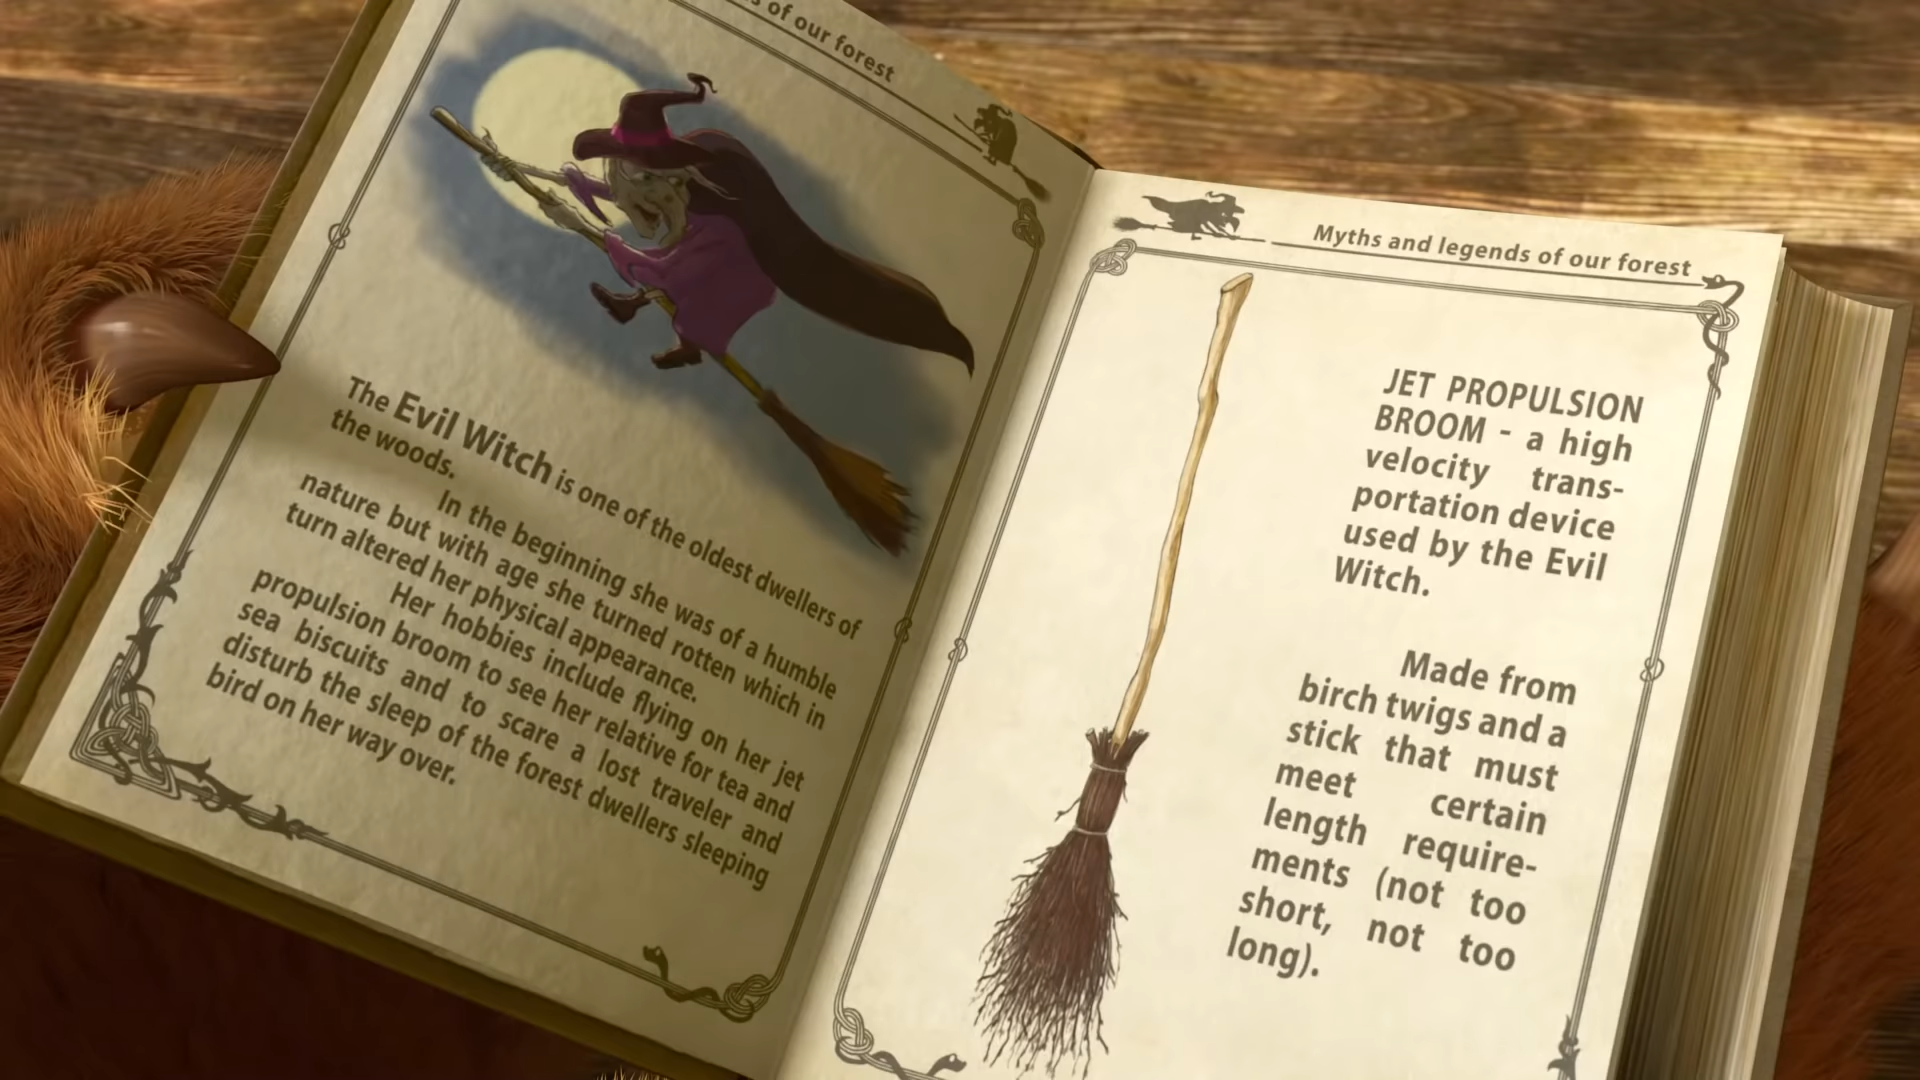 s of our forest
The Evil Witch is one of the oldest dwellers of
the woods.
In the beginning she was of a humble
nature but with age she turned rotten which in
turn altered her physical appearance.
Her hobbies include flying on her jet
propulsion broom to see her relative for tea and
sea biscuits and to scare a lost traveler and
disturb the sleep of the forest dwellers sleeping
bird on her way over.
Myths and legends of our forest
JET PROPULSION
BROOM - a high
velocity trans-
portation device
used by the Evil
Witch.
Made from
birch twigs and a
stick that must
meet certain
length require-
ments (not too
short, not too
long).